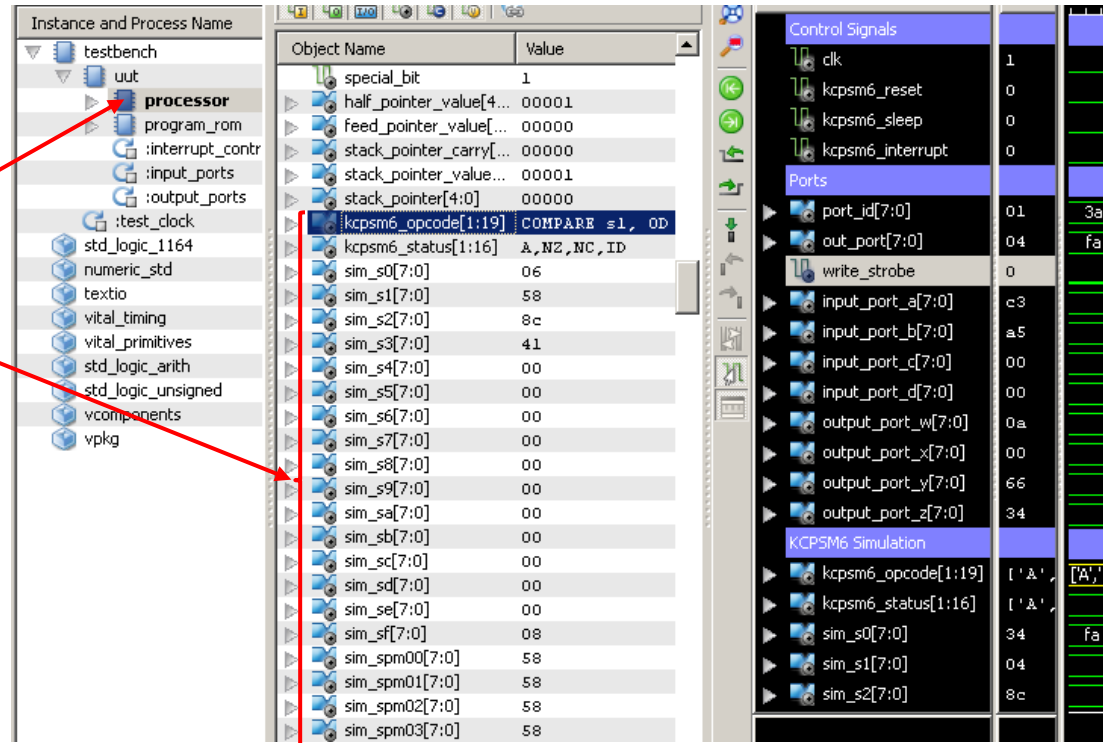 Instance and Process Name
testbench
uut
processor
program_rom
:interrupt_contr
:input_ports
:output_ports
:test_clock
std_logic_1164
numeric_std
textio
vital_timing
vital_primitives
std_logic_arith
std_logic_unsigned
vcomponents
vpkg
Object Name Value
special_bit 1
half_pointer_value[4... 00001
feed_pointer_value[... 00000
stack_pointer_carry[... 00000
stack_pointer_value... 00001
stack_pointer[4:0] 00000
kcpsm6_opcode[1:19] COMPARE s1, 0D
kcpsm6_status[1:16] A,NZ,NC,ID
sim_s0[7:0] 06
sim_s1[7:0] 58
sim_s2[7:0] 8c
sim_s3[7:0] 41
sim_s4[7:0] 00
sim_s5[7:0] 00
sim_s6[7:0] 00
sim_s7[7:0] 00
sim_s8[7:0] 00
sim_s9[7:0] 00
sim_sa[7:0] 00
sim_sb[7:0] 00
sim_sc[7:0] 00
sim_sd[7:0] 00
sim_se[7:0] 00
sim_sf[7:0] 08
sim_spm00[7:0] 58
sim_spm01[7:0] 58
sim_spm02[7:0] 58
sim_spm03[7:0] 58
Control Signals
clk 1
kcpsm6_reset 0
kcpsm6_sleep 0
kcpsm6_interrupt 0
Ports
port_id[7:0] 01 3a
out_port[7:0] 04 fa
write_strobe 0
input_port_a[7:0] c3
input_port_b[7:0] a5
input_port_c[7:0] 00
input_port_d[7:0] 00
output_port_w[7:0] 0a
output_port_x[7:0] 00
output_port_y[7:0] 66
output_port_z[7:0] 34
KCPSM6 Simulation
kcpsm6_opcode[1:19] ['A', ['A','
kcpsm6_status[1:16] ['A',
sim_s0[7:0] 34 fa
sim_s1[7:0] 04
sim_s2[7:0] 8c